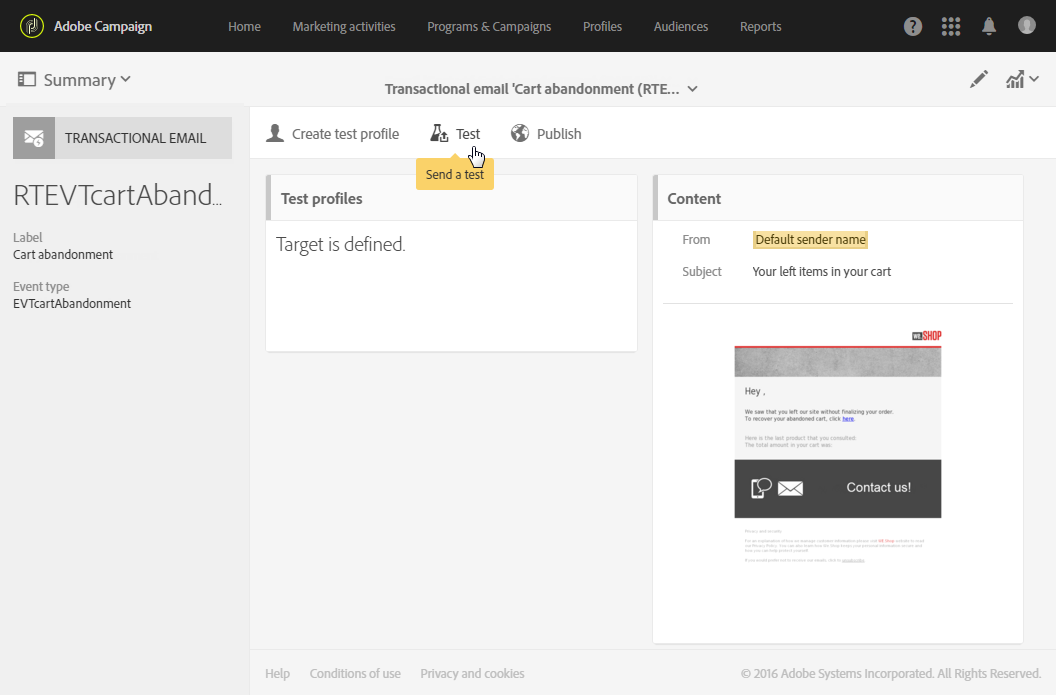 Adobe Campaign
Home
Marketing activities
Programs & Campaigns
Profiles
Audiences
Reports
Summary
Transactional email 'Cart abandonment (RTE...
TRANSACTIONAL EMAIL
RTEVTcartAband...
Label
Cart abandonment
Event type
EVTcartAbandonment
Create test profile
Test
Publish
Send a test
Test profiles
Target is defined.
Content
From
Default sender name
Subject
Your left items in your cart
WE.SHOP
Hey ,
We saw that you left our site without finalizing your order.
To recover your abandoned cart, click here.
Here is the last product that you consulted
The total amount in your cart was:
Contact us!
Help
Conditions of use
Privacy and cookies
© 2016 Adobe Systems Incorporated. All Rights Reserved.